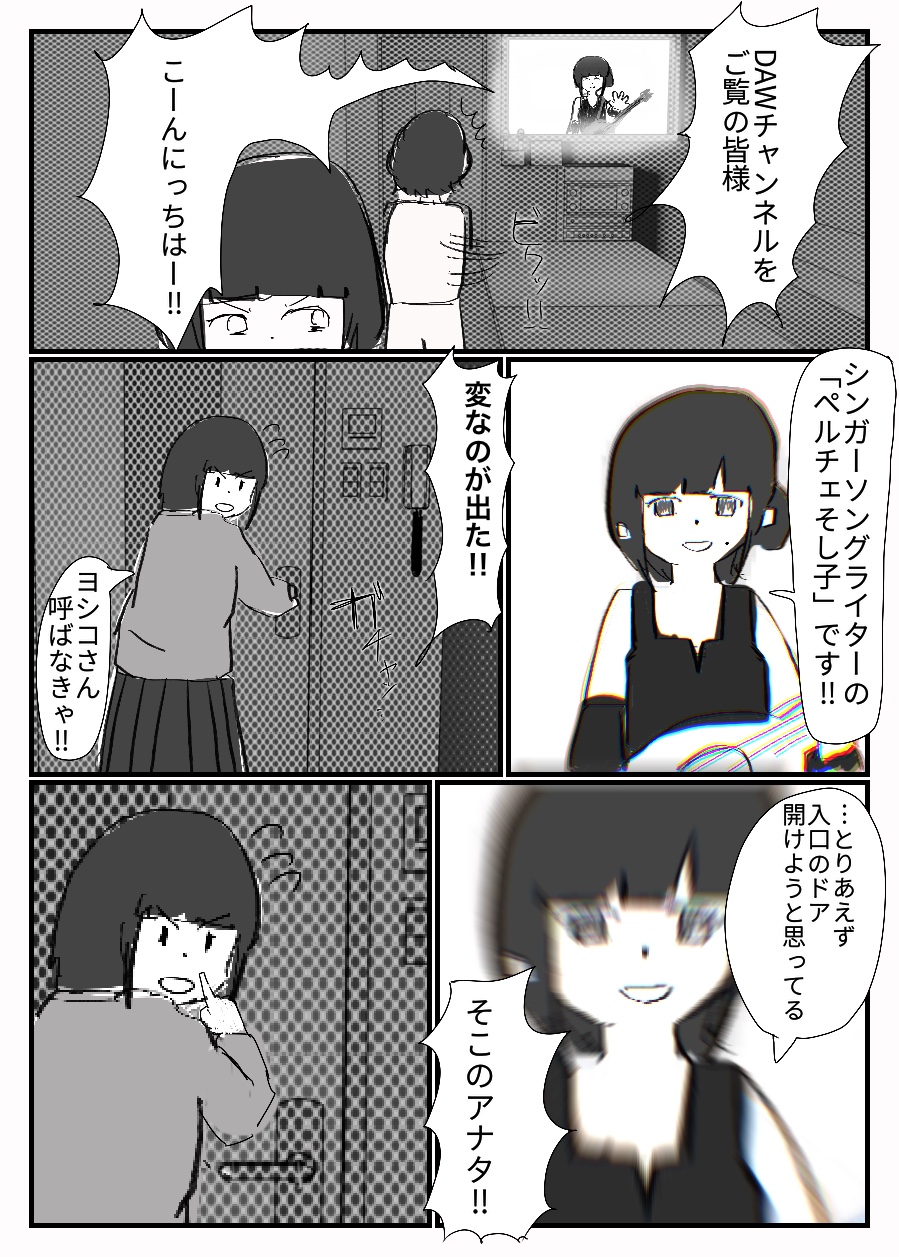 DAWチャンネルを
ご覧の皆様
こーんにっちはー!!
ビクッ!!
シンガーソングライターの
「ペルチェそし子」です!!
変なのが出た!!
ガチャッ
ヨシコさん
呼ばなきゃ!!
…とりあえず
入口のドア
開けようと思ってる
そこのアナタ!!